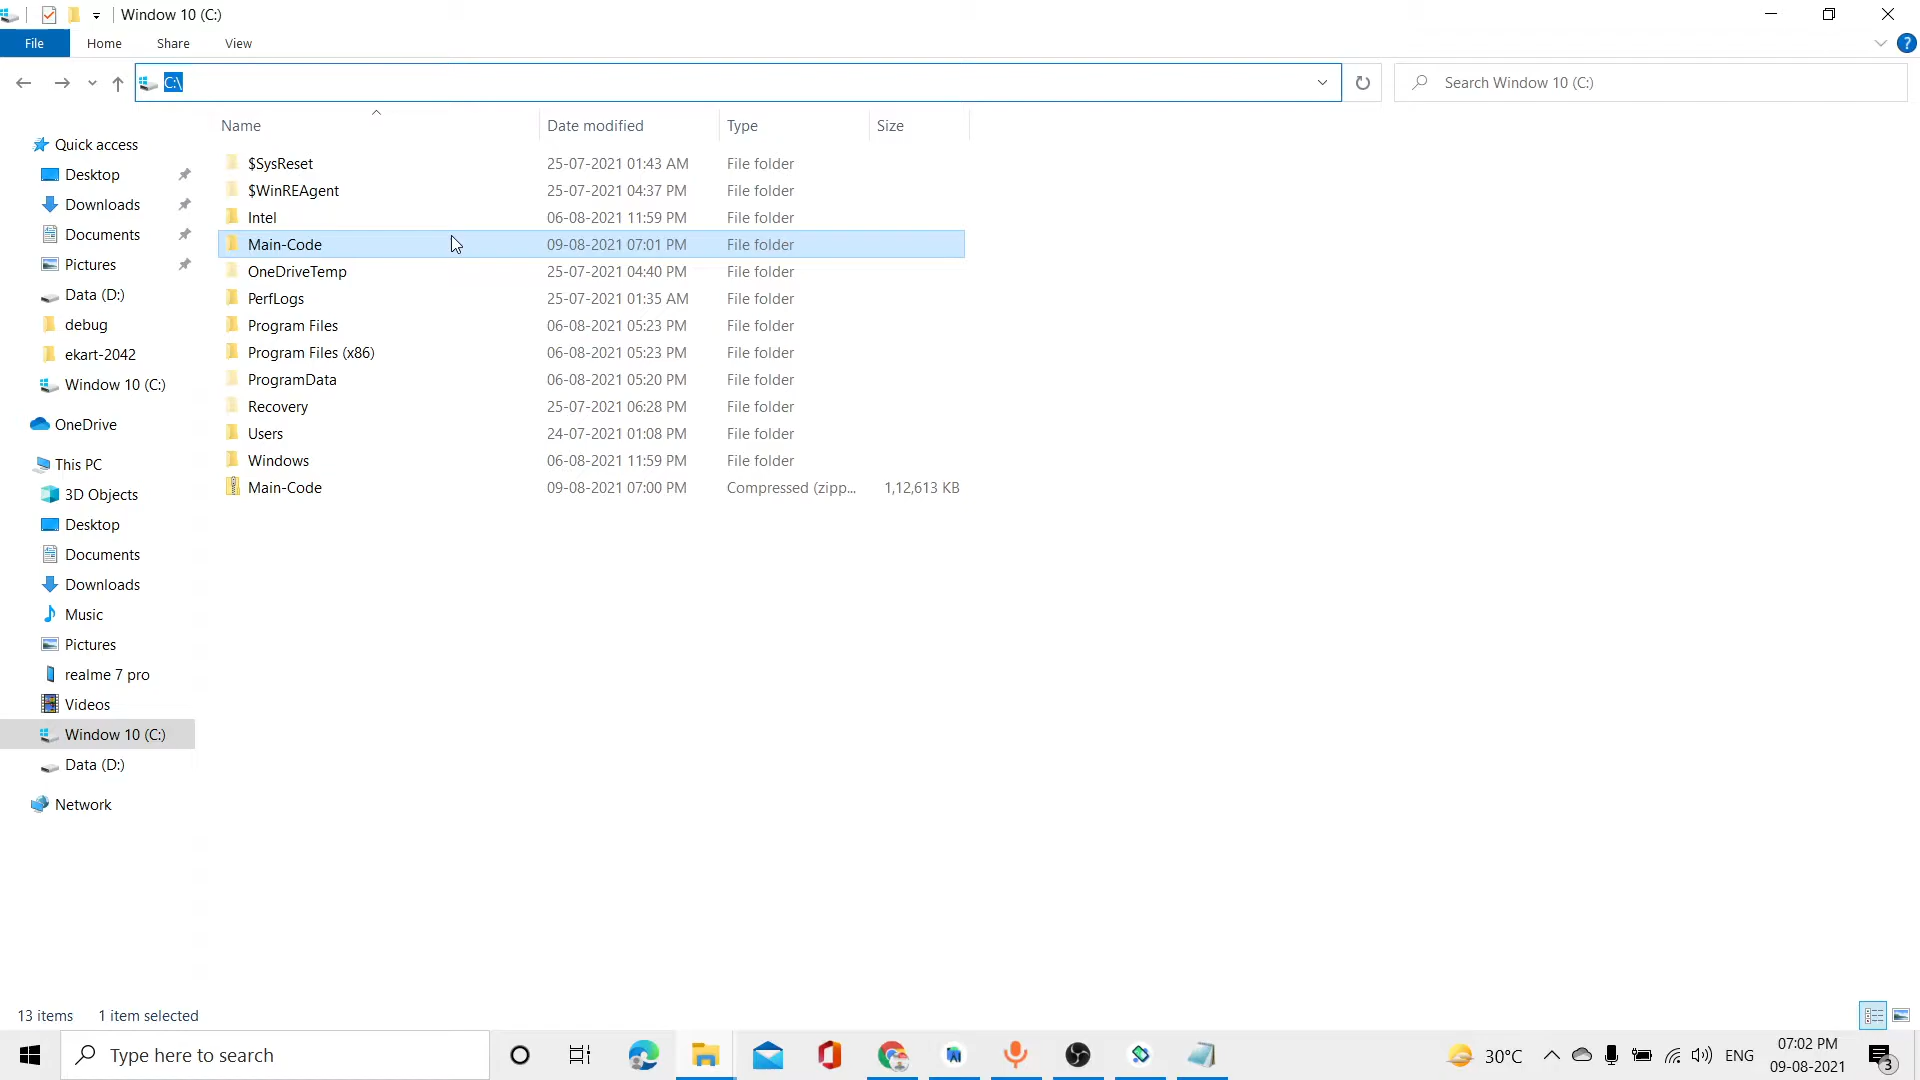 Window 10 (C:)
File Home Share View
C:\ Search Window 10 (C:)
Name Date modified Type Size
Quick access
Desktop
Downloads
Documents
Pictures
Data (D:)
debug
ekart-2042
Window 10 (C:)
OneDrive
This PC
3D Objects
Desktop
Documents
Downloads
Music
Pictures
realme 7 pro
Videos
Window 10 (C:)
Data (D:)
Network
$SysReset 25-07-2021 01:43 AM File folder
$WinREAgent 25-07-2021 04:37 PM File folder
Intel 06-08-2021 11:59 PM File folder
Main-Code 09-08-2021 07:01 PM File folder
OneDriveTemp 25-07-2021 04:40 PM File folder
PerfLogs 25-07-2021 01:35 AM File folder
Program Files 06-08-2021 05:23 PM File folder
Program Files (x86) 06-08-2021 05:23 PM File folder
ProgramData 06-08-2021 05:20 PM File folder
Recovery 25-07-2021 06:28 PM File folder
Users 24-07-2021 01:08 PM File folder
Windows 06-08-2021 11:59 PM File folder
Main-Code 09-08-2021 07:00 PM Compressed (zipp... 1,12,613 KB
13 items 1 item selected
Type here to search 30°C ENG 07:02 PM
09-08-2021 3